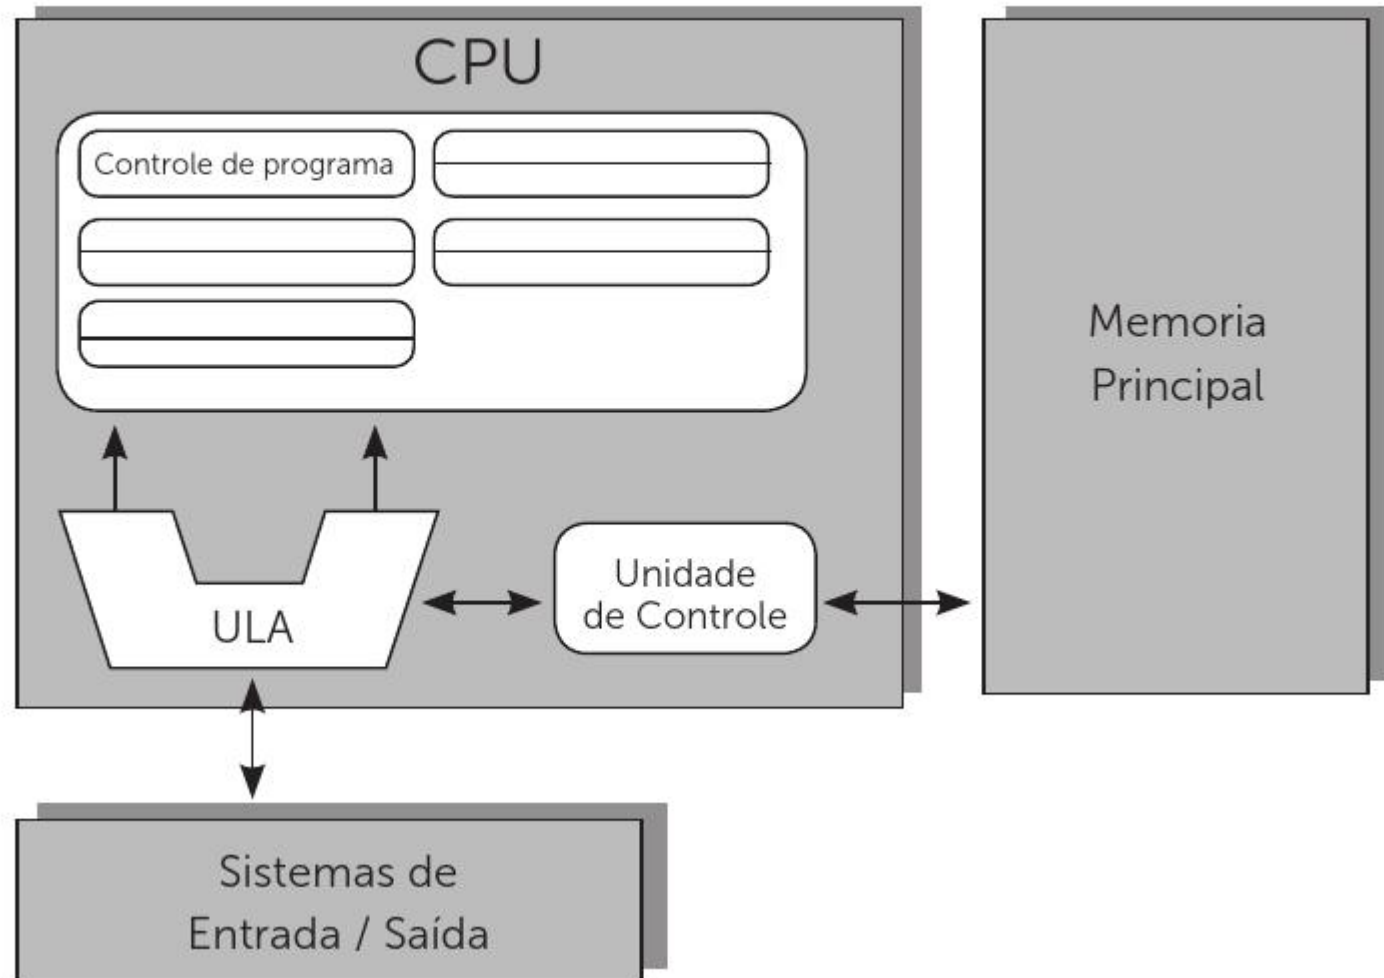 CPU
Controle de programa
Memoria
Principal
Unidade
de Controle
ULA
Sistemas de
Entrada / Saída